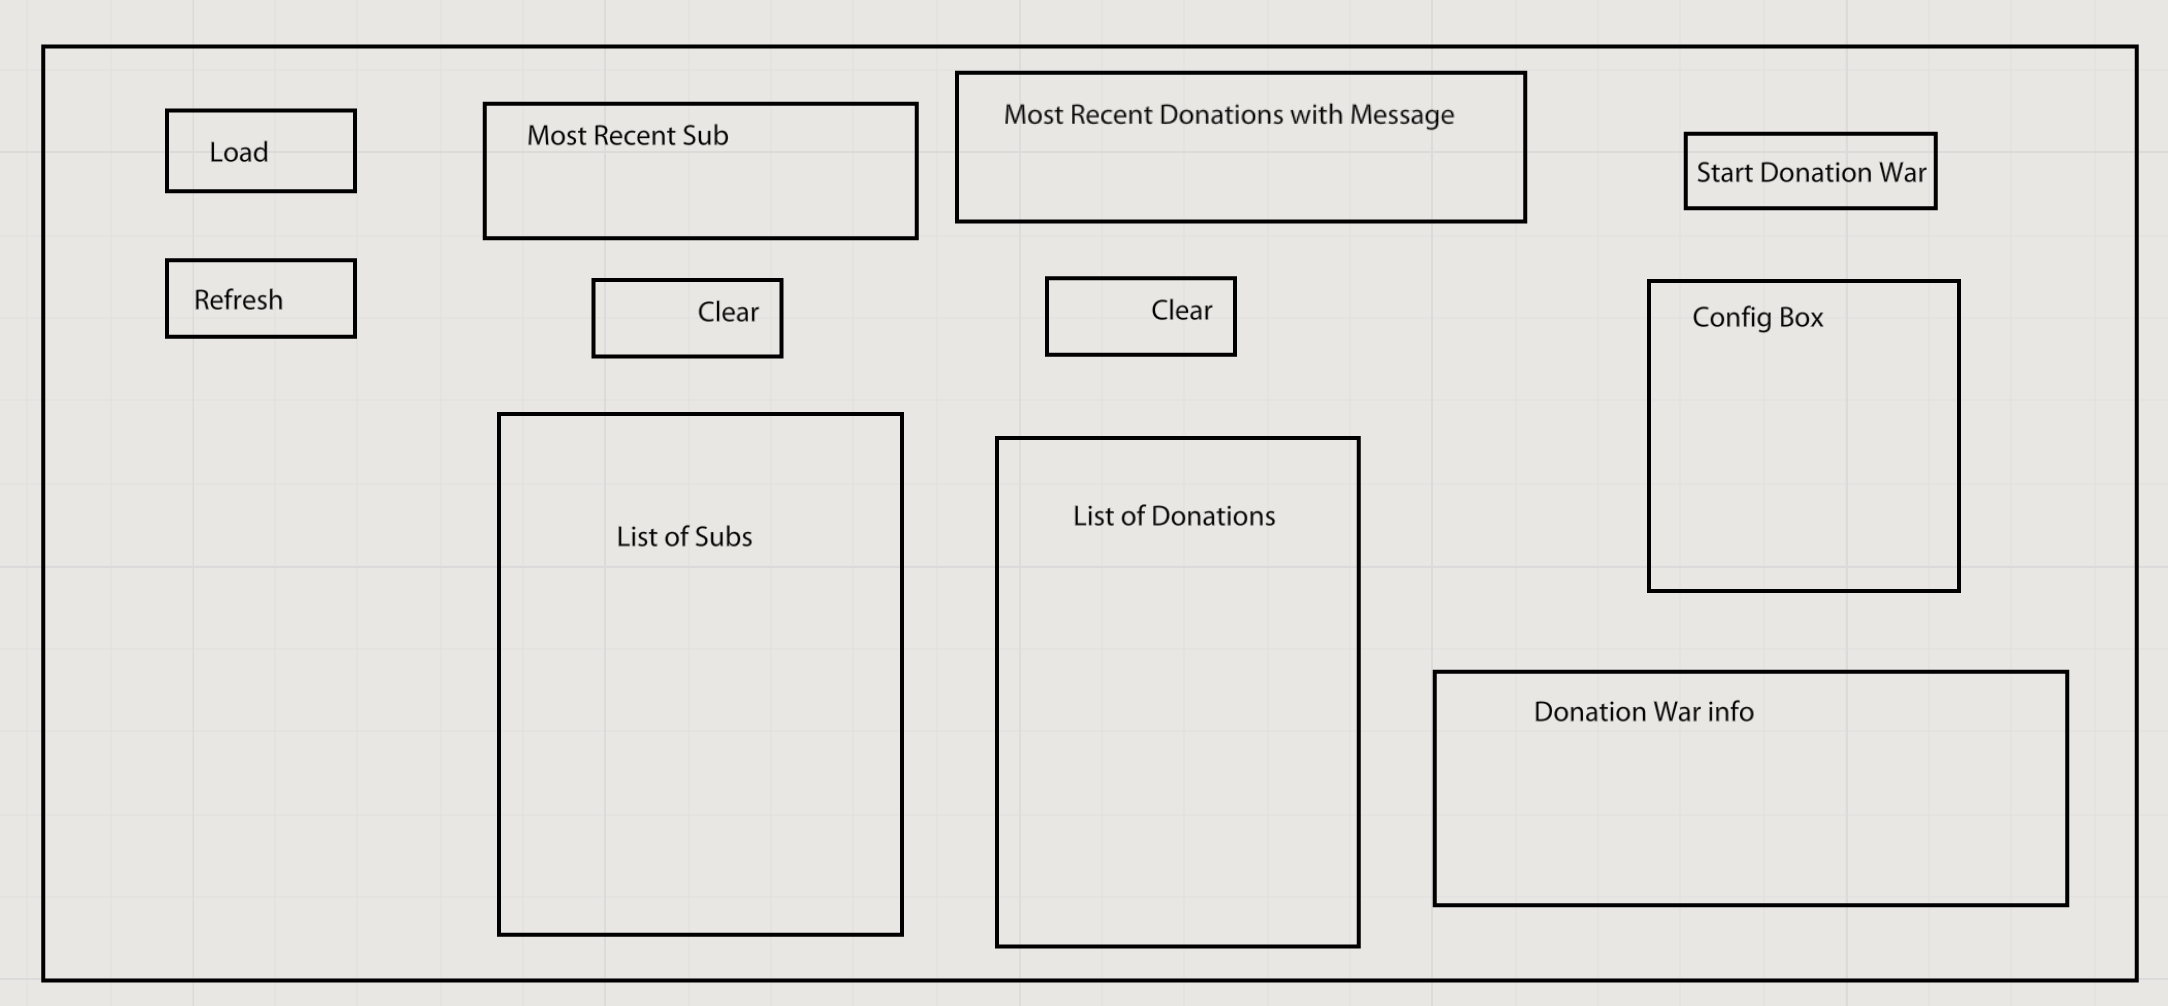 Load
Refresh
Most Recent Sub
Clear
List of Subs
Most Recent Donations with Message
Clear
List of Donations
Start Donation War
Config Box
Donation War info